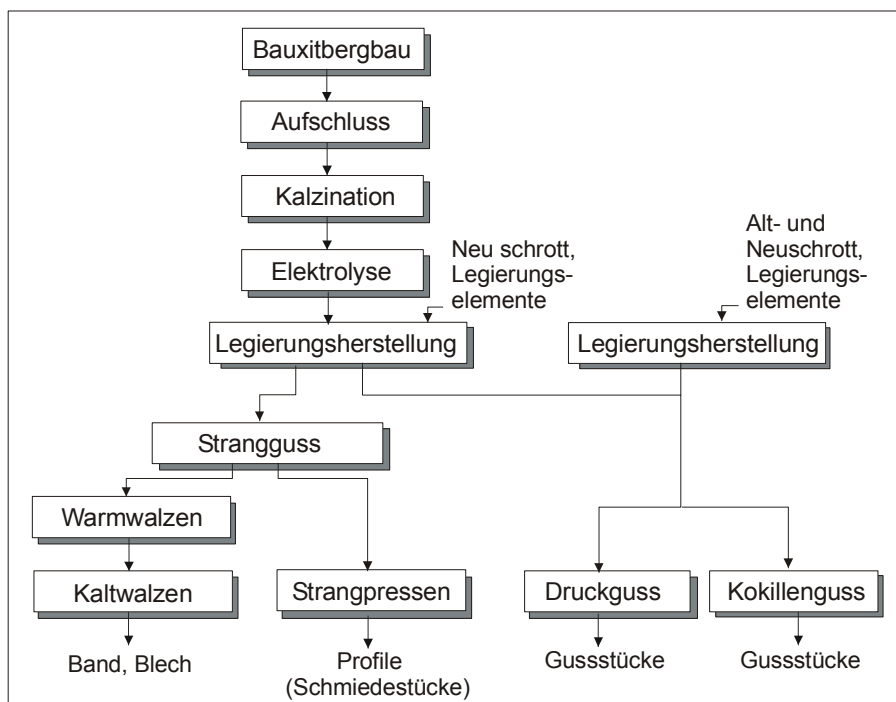 Bauxitbergbau
Aufschluss
Kalzination
Elektrolyse
Neu schrott,
Legierungs-
elemente
Alt- und
Neuschrott,
Legierungs-
elemente
Legierungsherstellung
Legierungsherstellung
Strangguss
Warmwalzen
Kaltwalzen
Strangpressen
Druckguss
Kokillenguss
Band, Blech
Profile
(Schmiedestücke)
Gussstücke
Gussstücke